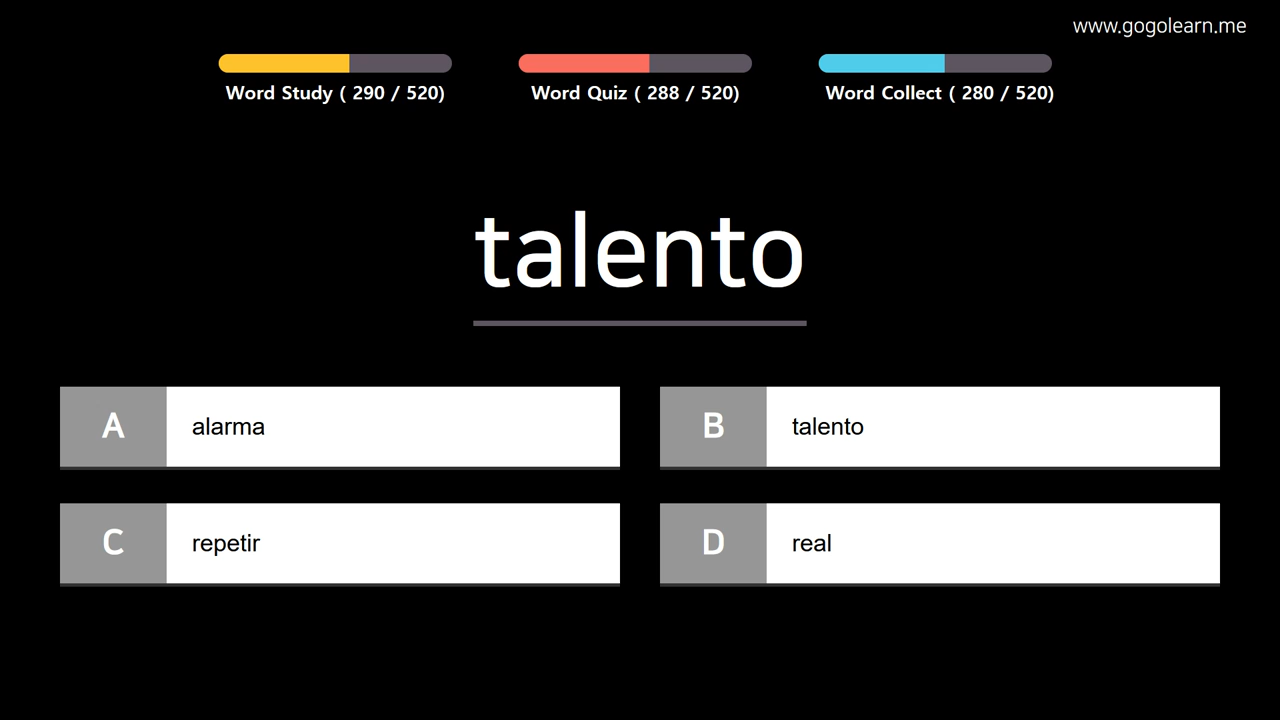 www.gogolearn.me
Word Study ( 290 / 520)
Word Quiz ( 288 / 520)
Word Collect ( 280 / 520)
talento
A alarma
B talento
C repetir
D real